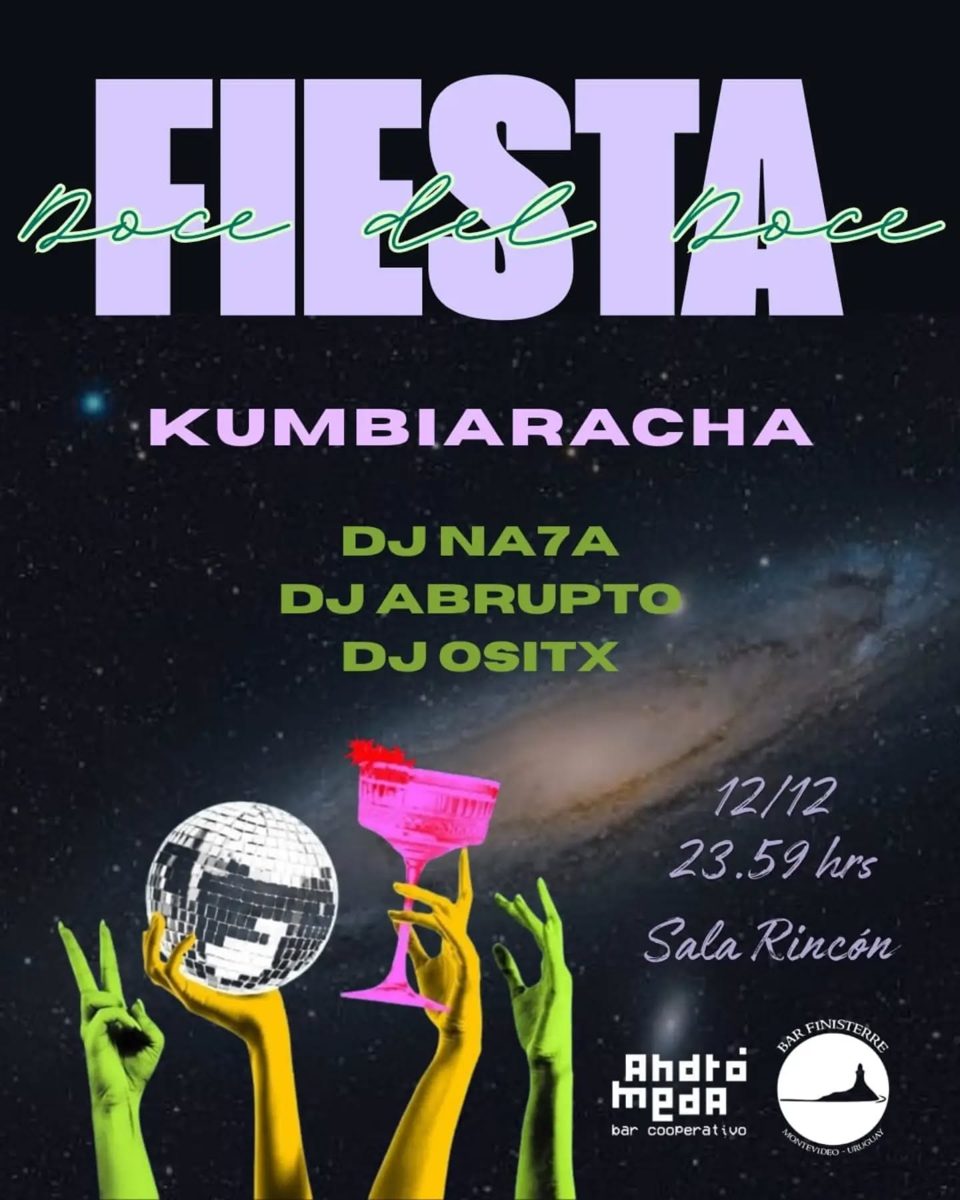 FIESTA
Doce del Doce
KUMBIARACHA
DJ NA7A
DJ ABRUPTO
DJ OSITX
12/12
23.59 hrs
Sala Rincón
Andró
meda
bar cooperativo
BAR FINISTERRE
MONTEVIDEO - URUGUAY